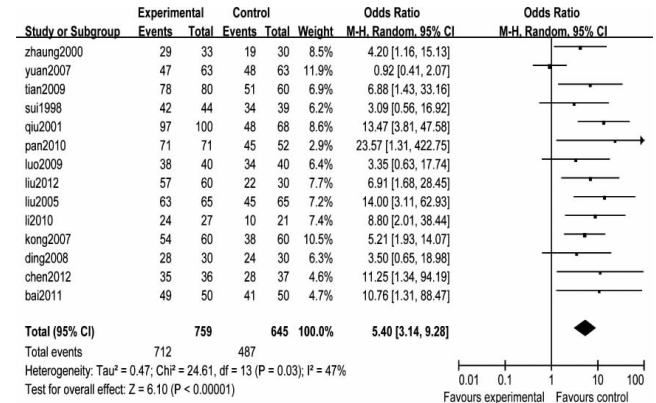 Experimental Control Odds Ratio Odds Ratio
Study or Subgroup Events Total Events Total Weight M-H, Random, 95% CI M-H, Random, 95% CI
zhaung2000 29 33 19 30 8.5% 4.20 [1.16, 15.13]
yuan2007 47 63 48 63 11.9% 0.92 [0.41, 2.07]
tian2009 78 80 51 60 6.8% 6.88 [1.43, 33.16]
sui1998 42 44 34 39 6.2% 3.09 [0.56, 16.92]
qiu2001 97 100 48 68 8.6% 13.47 [3.81, 47.58]
pan2010 71 71 45 52 2.9% 23.57 [1.31, 422.75]
luo2009 38 40 34 40 6.3% 3.35 [0.63, 17.74]
liu2012 57 60 22 30 7.7% 6.91 [1.68, 28.45]
liu2005 63 65 45 65 7.2% 14.00 [3.11, 62.93]
li2010 24 27 10 21 7.4% 8.80 [2.01, 38.44]
kong2007 54 60 38 60 10.5% 5.21 [1.93, 14.07]
ding2008 28 30 24 30 6.3% 3.50 [0.65, 18.98]
chen2012 35 36 28 37 4.9% 11.25 [1.34, 94.19]
bai2011 49 50 41 50 4.7% 10.76 [1.31, 88.47]
Total (95% CI) 759 645 100.0% 5.40 [3.14, 9.28]
Total events 712 487
Heterogeneity: Tau² = 0.47; Chi² = 24.61, df = 13 (P = 0.03); I² = 47%
Test for overall effect: Z = 6.10 (P < 0.00001)
0.01 0.1 1 10 100
Favours experimental Favours control